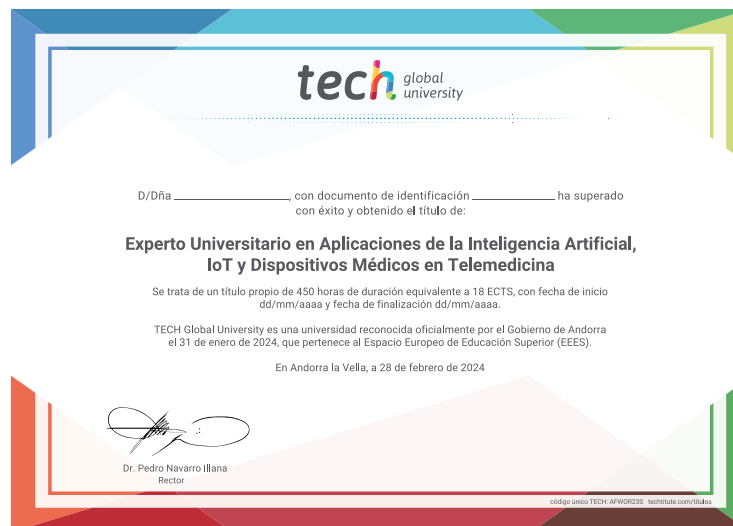 tech global
university
D/Dña ____________________, con documento de identificación ______________ ha superado
con éxito y obtenido el título de:
Experto Universitario en Aplicaciones de la Inteligencia Artificial,
IoT y Dispositivos Médicos en Telemedicina
Se trata de un título propio de 450 horas de duración equivalente a 18 ECTS, con fecha de inicio
dd/mm/aaaa y fecha de finalización dd/mm/aaaa.
TECH Global University es una universidad reconocida oficialmente por el Gobierno de Andorra
el 31 de enero de 2024, que pertenece al Espacio Europeo de Educación Superior (EEES).
En Andorra la Vella, a 28 de febrero de 2024
Dr. Pedro Navarro Illana
Rector
código único TECH: AFWOR23S techtitute.com/titulos